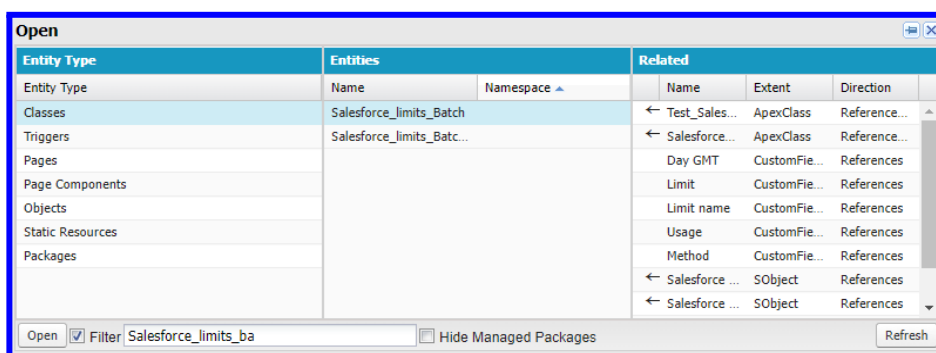 Open
Entity Type Entities Related
Entity Type Name Namespace Name Extent Direction
Classes Salesforce_limits_Batch Test_Sales... ApexClass Reference...
Triggers Salesforce_limits_Batc... Salesforce... ApexClass Reference...
Pages Day GMT CustomFie... References
Page Components Limit CustomFie... References
Objects Limit name CustomFie... References
Static Resources Usage CustomFie... References
Packages Method CustomFie... References
Salesforce ... SObject References
Salesforce ... SObject References
Open Filter Salesforce_limits_ba Hide Managed Packages Refresh